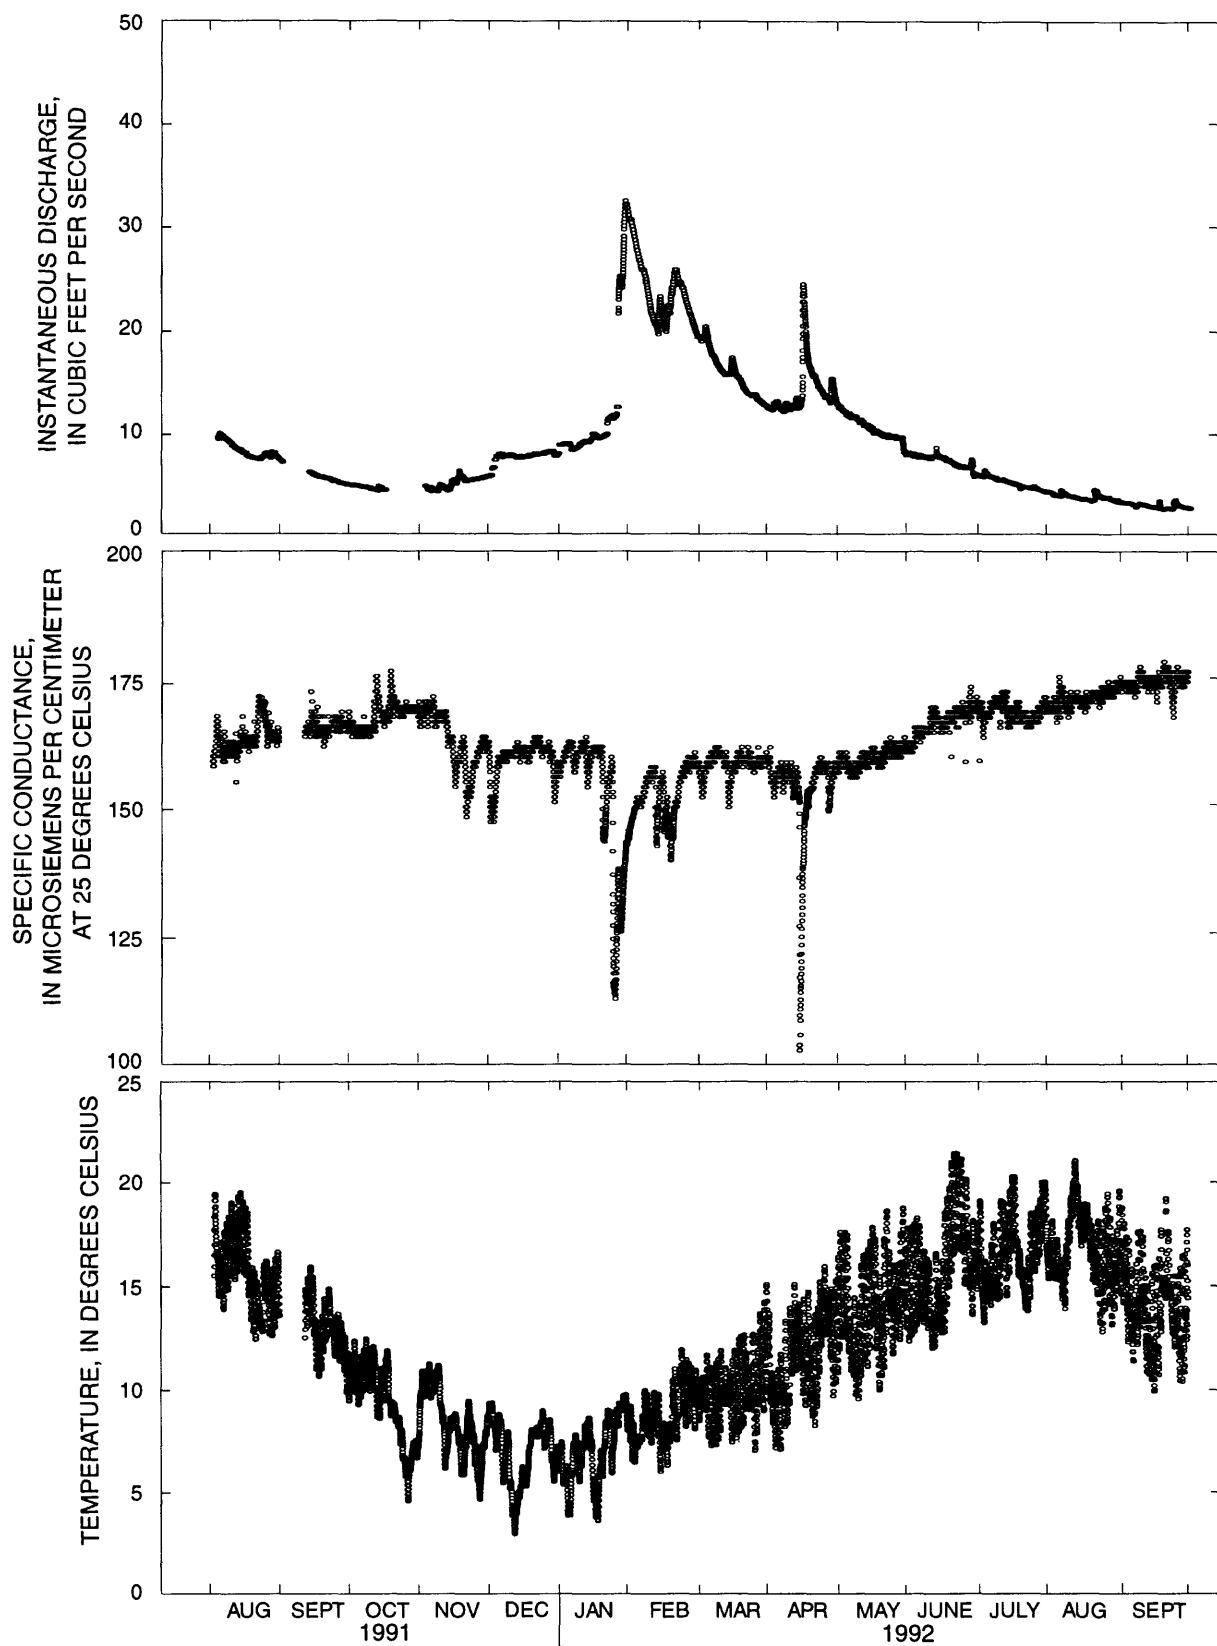 INSTANTANEOUS DISCHARGE,
IN CUBIC FEET PER SECOND
50
40
30
20
10
0
SPECIFIC CONDUCTANCE,
IN MICROSIEMENS PER CENTIMETER
AT 25 DEGREES CELSIUS
200
175
150
125
100
TEMPERATURE, IN DEGREES CELSIUS
25
20
15
10
5
0
AUG SEPT OCT NOV DEC JAN FEB MAR APR MAY JUNE JULY AUG SEPT
1991 1992